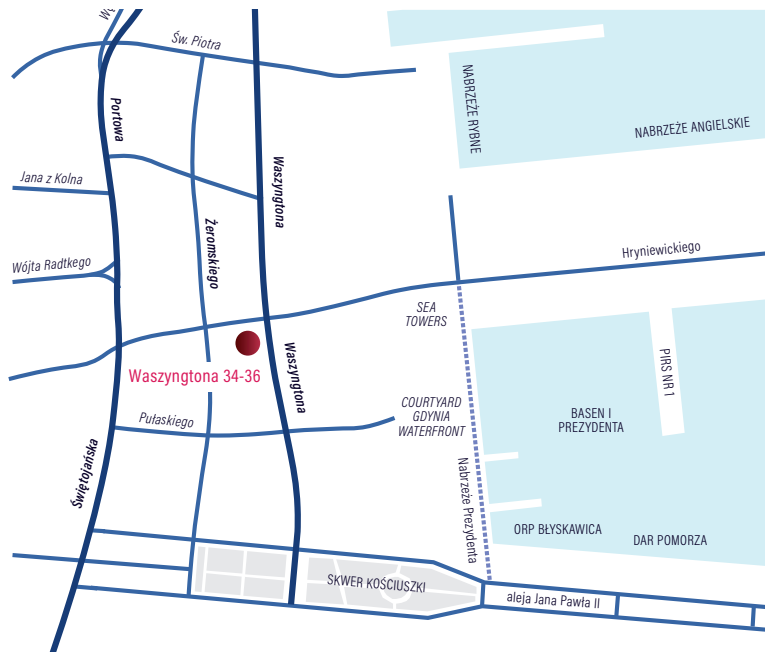 Św. Piotra
Portowa
NABRZEŻE RYBNE
NABRZEŻE ANGIELSKIE
Jana z Kolna
Waszyngtona
Żeromskiego
Wójta Radtkego
Hryniewickiego
SEA
TOWERS
Waszyngtona 34-36
Waszyngtona
PIRS NR 1
COURTYARD
GDYNIA
WATERFRONT
BASEN I
PREZYDENTA
Pułaskiego
Świętojańska
Nabrzeże Prezydenta
ORP BŁYSKAWICA
DAR POMORZA
SKWER KOŚCIUSZKI
aleja Jana Pawła II